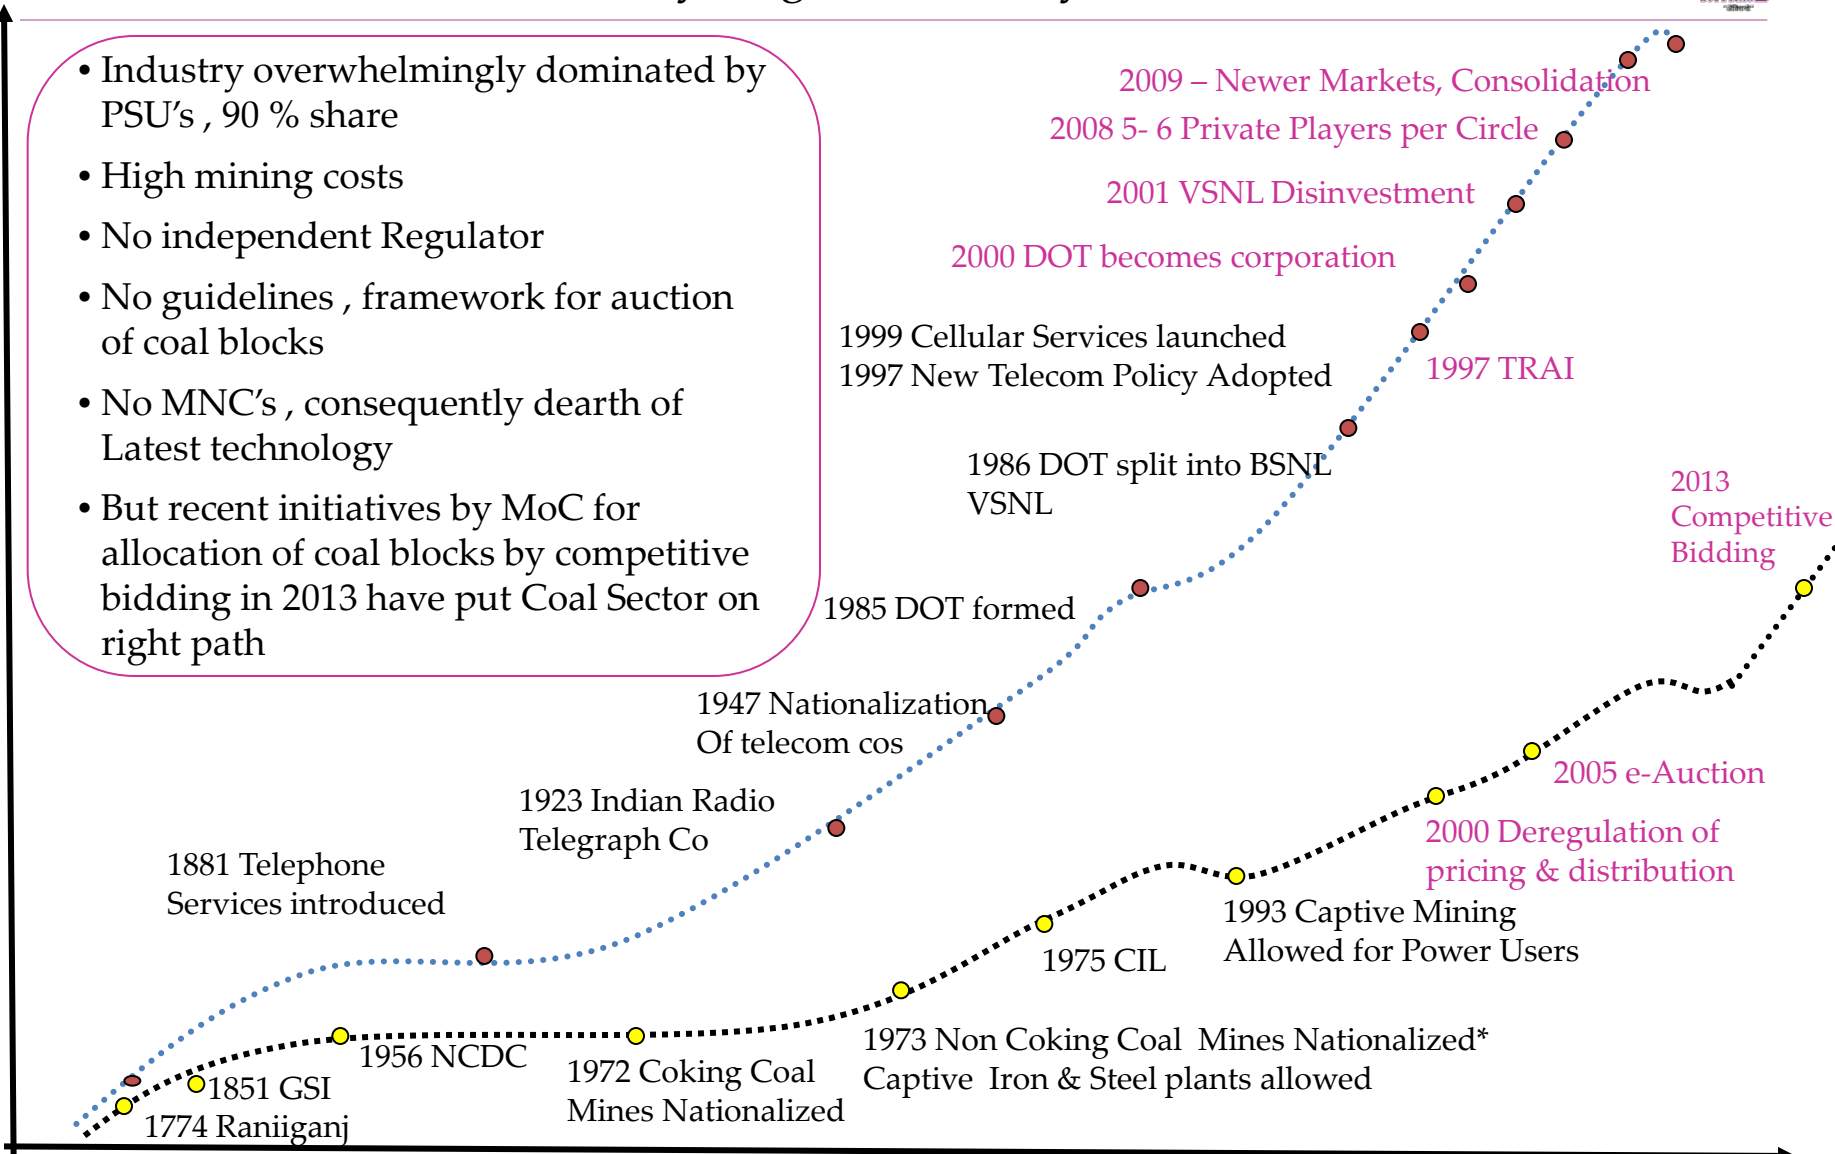 • Industry overwhelmingly dominated by
PSU's , 90 % share
• High mining costs
• No independent Regulator
• No guidelines , framework for auction
of coal blocks
• No MNC's , consequently dearth of
Latest technology
• But recent initiatives by MoC for
allocation of coal blocks by competitive
bidding in 2013 have put Coal Sector on
right path
2009 – Newer Markets, Consolidation
2008 5- 6 Private Players per Circle
2001 VSNL Disinvestment
2000 DOT becomes corporation
1999 Cellular Services launched
1997 New Telecom Policy Adopted
1997 TRAI
1986 DOT split into BSNL
VSNL
1985 DOT formed
1947 Nationalization
Of telecom cos
1923 Indian Radio
Telegraph Co
1881 Telephone
Services introduced
2013
Competitive
Bidding
2005 e-Auction
2000 Deregulation of
pricing & distribution
1993 Captive Mining
Allowed for Power Users
1975 CIL
1973 Non Coking Coal  Mines Nationalized*
Captive  Iron & Steel plants allowed
1972 Coking Coal
Mines Nationalized
1956 NCDC
1851 GSI
1774 Raniiganj